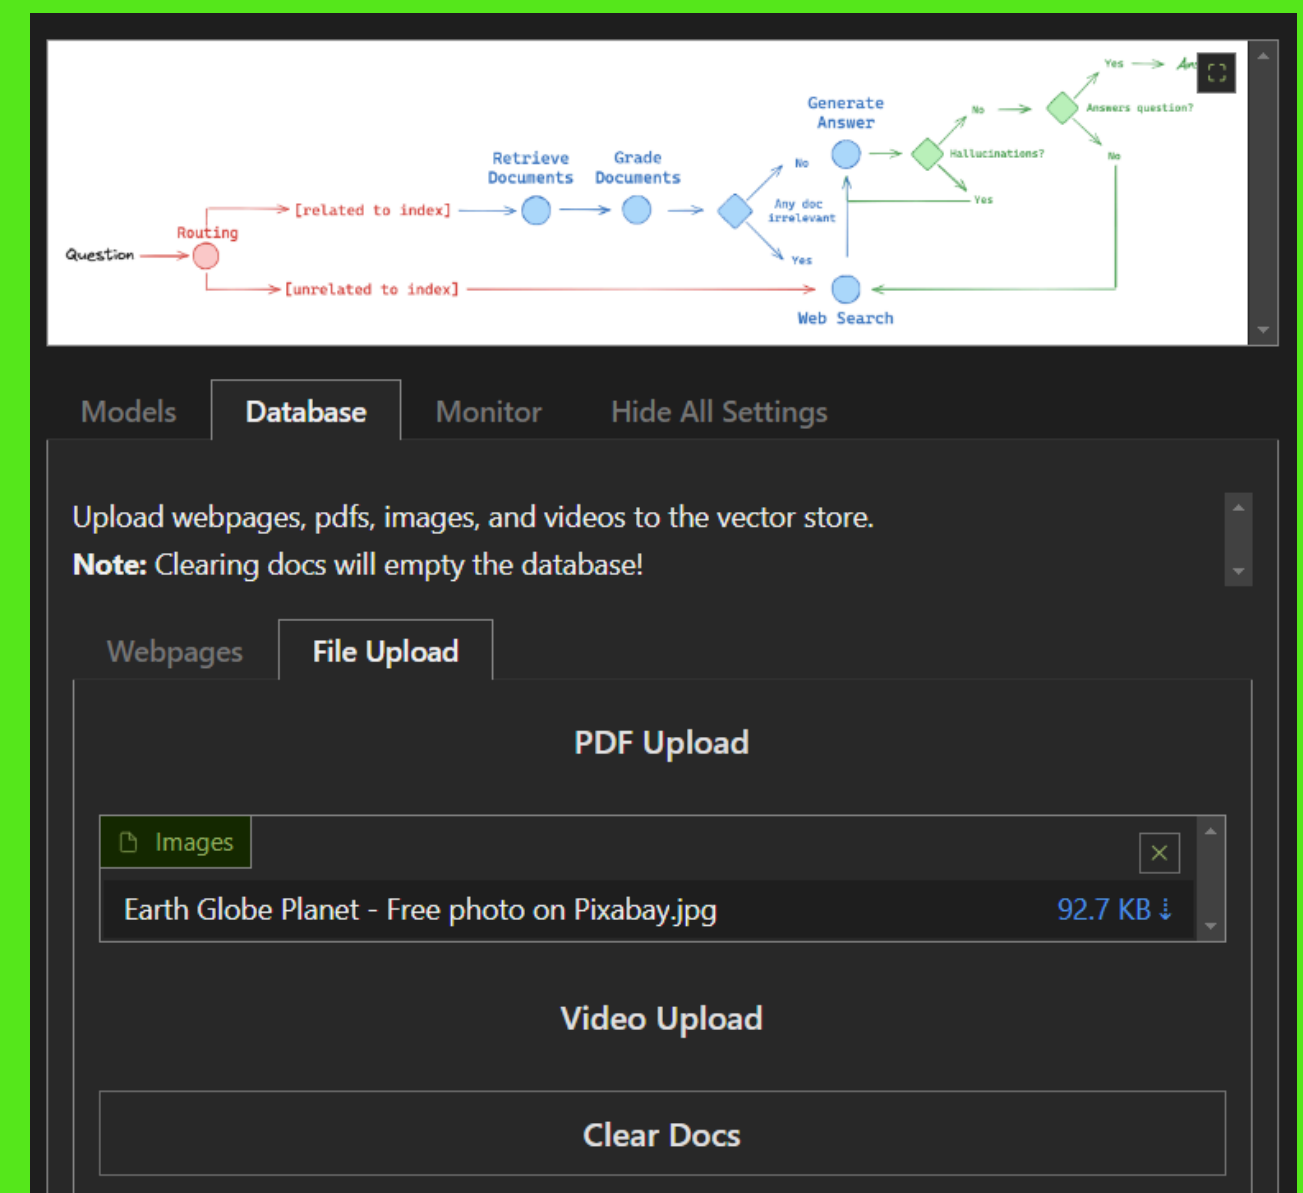 Yes
Generate
Answer
No
Answers question?
Retrieve
Documents
Grade
Documents
No
Hallucinations?
No
[related to index]
Any doc
irrelevant
Yes
Routing
Question
Yes
[unrelated to index]
Web Search
Models
Database
Monitor
Hide All Settings
Upload webpages, pdfs, images, and videos to the vector store.
Note: Clearing docs will empty the database!
Webpages
File Upload
PDF Upload
Images
Earth Globe Planet - Free photo on Pixabay.jpg
92.7 KB ⇣
Video Upload
Clear Docs